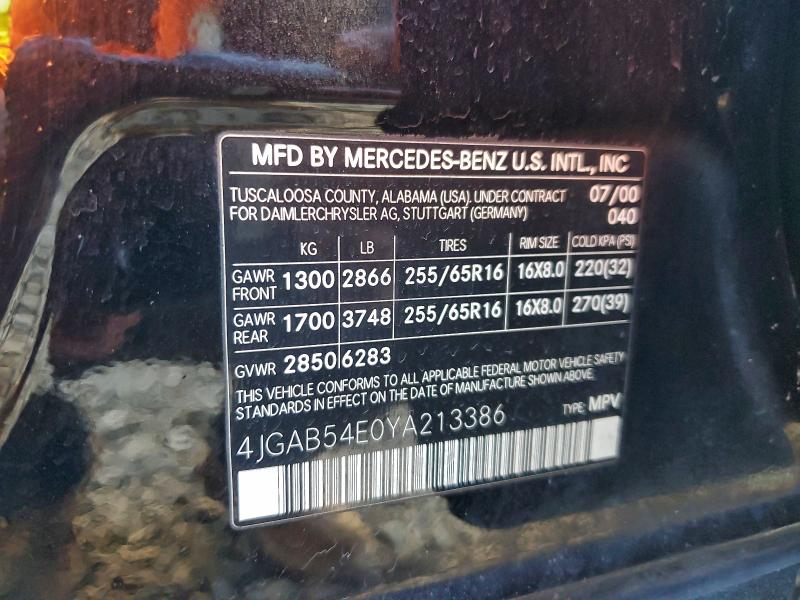 MFD BY MERCEDES-BENZ U.S. INTL., INC
TUSCALOOSA COUNTY, ALABAMA (USA). UNDER CONTRACT 07/00
FOR DAIMLERCHRYSLER AG, STUTTGART (GERMANY) 040
KG LB TIRES RIM SIZE COLD KPA (PSI)
GAWR FRONT 1300 2866 255/65R16 16X8.0 220(32)
GAWR REAR 1700 3748 255/65R16 16X8.0 270(39)
GVWR 2850 6283
THIS VEHICLE CONFORMS TO ALL APPLICABLE FEDERAL MOTOR VEHICLE SAFETY
STANDARDS IN EFFECT ON THE DATE OF MANUFACTURE SHOWN ABOVE.
4JGAB54E0YA213386 TYPE: MPV